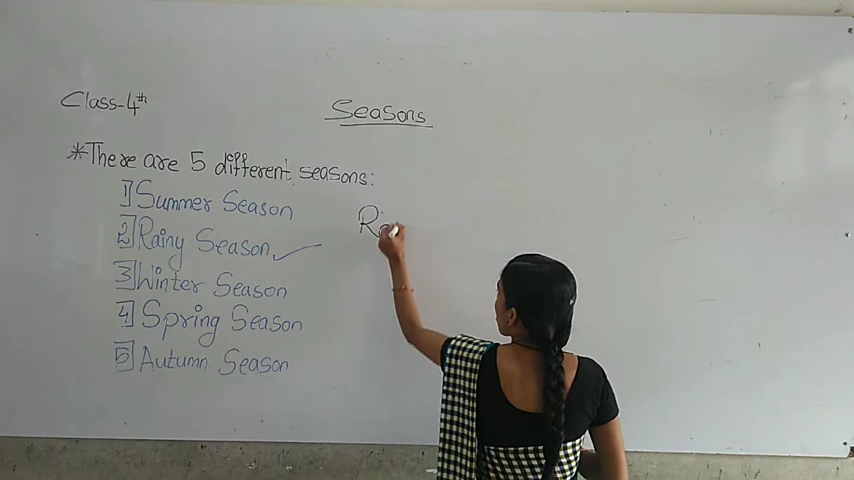 Class-4th
Seasons
*There are 5 different seasons:
1] Summer Season
2] Rainy Season ✓
3] Winter Season
4] Spring Season
5] Autumn Season
Ra